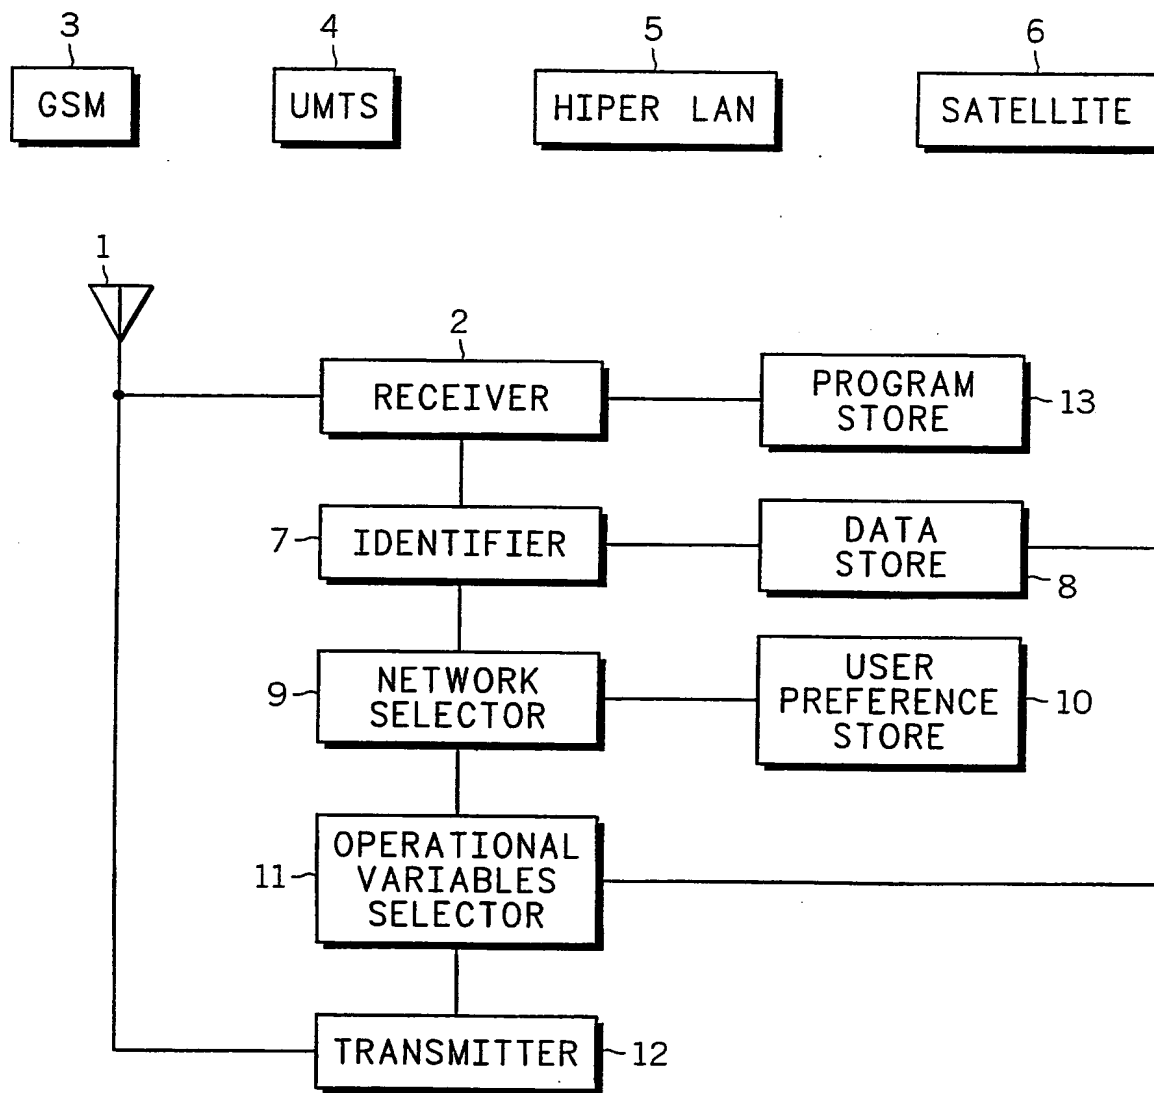 3
4
5
6
GSM
UMTS
HIPER LAN
SATELLITE
1
2
RECEIVER
PROGRAM
STORE
13
7
IDENTIFIER
DATA
STORE
8
9
NETWORK
SELECTOR
USER
PREFERENCE
STORE
10
11
OPERATIONAL
VARIABLES
SELECTOR
TRANSMITTER
12